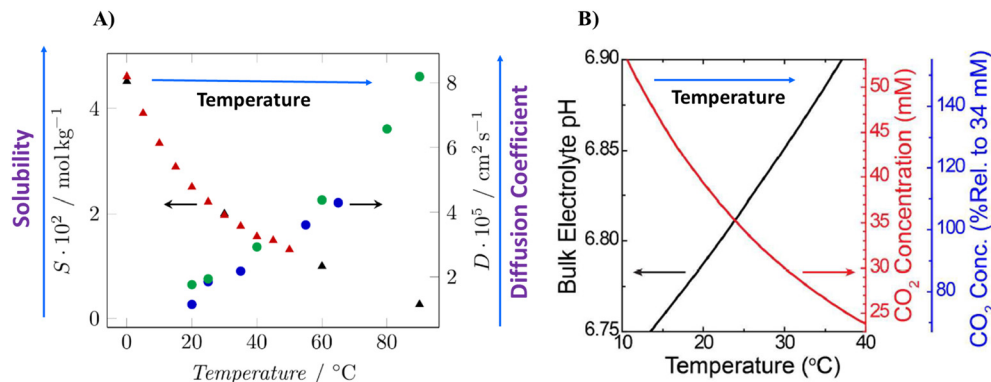 A)
Solubility
S · 10² / mol kg⁻¹
4
2
0
Temperature
8
6
4
2
D · 10⁵ / cm² s⁻¹
Diffusion Coefficient
0
20
40
60
80
Temperature / °C
B)
Bulk Electrolyte pH
6.90
6.85
6.80
6.75
Temperature
50
45
40
35
30
25
CO₂ Concentration (mM)
140
120
100
80
CO₂ Conc. (%Rel. to 34 mM)
10
20
30
40
Temperature (°C)